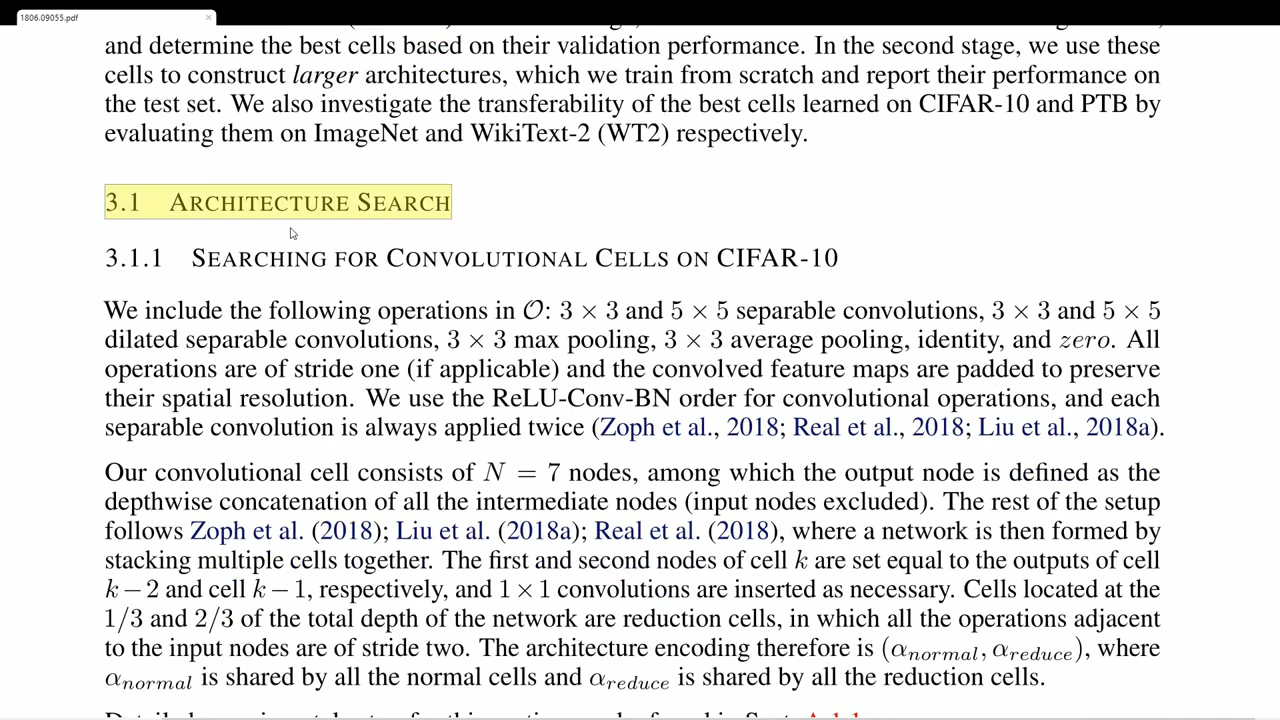 1806.09055.pdf
and determine the best cells based on their validation performance. In the second stage, we use these
cells to construct larger architectures, which we train from scratch and report their performance on
the test set. We also investigate the transferability of the best cells learned on CIFAR-10 and PTB by
evaluating them on ImageNet and WikiText-2 (WT2) respectively.
3.1 ARCHITECTURE SEARCH
3.1.1 SEARCHING FOR CONVOLUTIONAL CELLS ON CIFAR-10
We include the following operations in 𝒪: 3 × 3 and 5 × 5 separable convolutions, 3 × 3 and 5 × 5
dilated separable convolutions, 3 × 3 max pooling, 3 × 3 average pooling, identity, and zero. All
operations are of stride one (if applicable) and the convolved feature maps are padded to preserve
their spatial resolution. We use the ReLU-Conv-BN order for convolutional operations, and each
separable convolution is always applied twice (Zoph et al., 2018; Real et al., 2018; Liu et al., 2018a).
Our convolutional cell consists of N = 7 nodes, among which the output node is defined as the
depthwise concatenation of all the intermediate nodes (input nodes excluded). The rest of the setup
follows Zoph et al. (2018); Liu et al. (2018a); Real et al. (2018), where a network is then formed by
stacking multiple cells together. The first and second nodes of cell k are set equal to the outputs of cell
k − 2 and cell k − 1, respectively, and 1 × 1 convolutions are inserted as necessary. Cells located at the
1/3 and 2/3 of the total depth of the network are reduction cells, in which all the operations adjacent
to the input nodes are of stride two. The architecture encoding therefore is (α_normal, α_reduce), where
α_normal is shared by all the normal cells and α_reduce is shared by all the reduction cells.